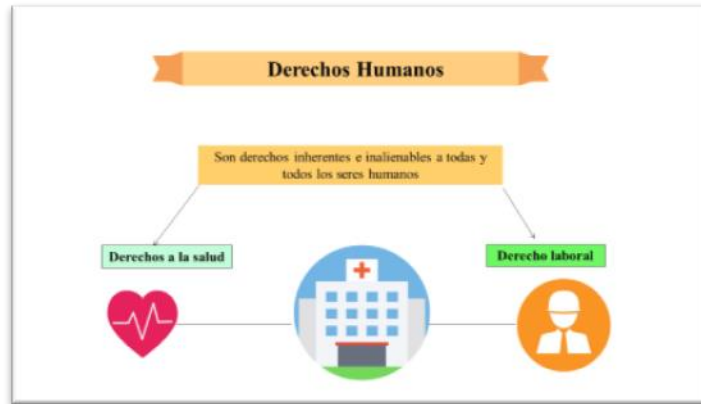 Derechos Humanos
Son derechos inherentes e inalienables a todas y
todos los seres humanos
Derechos a la salud
Derecho laboral